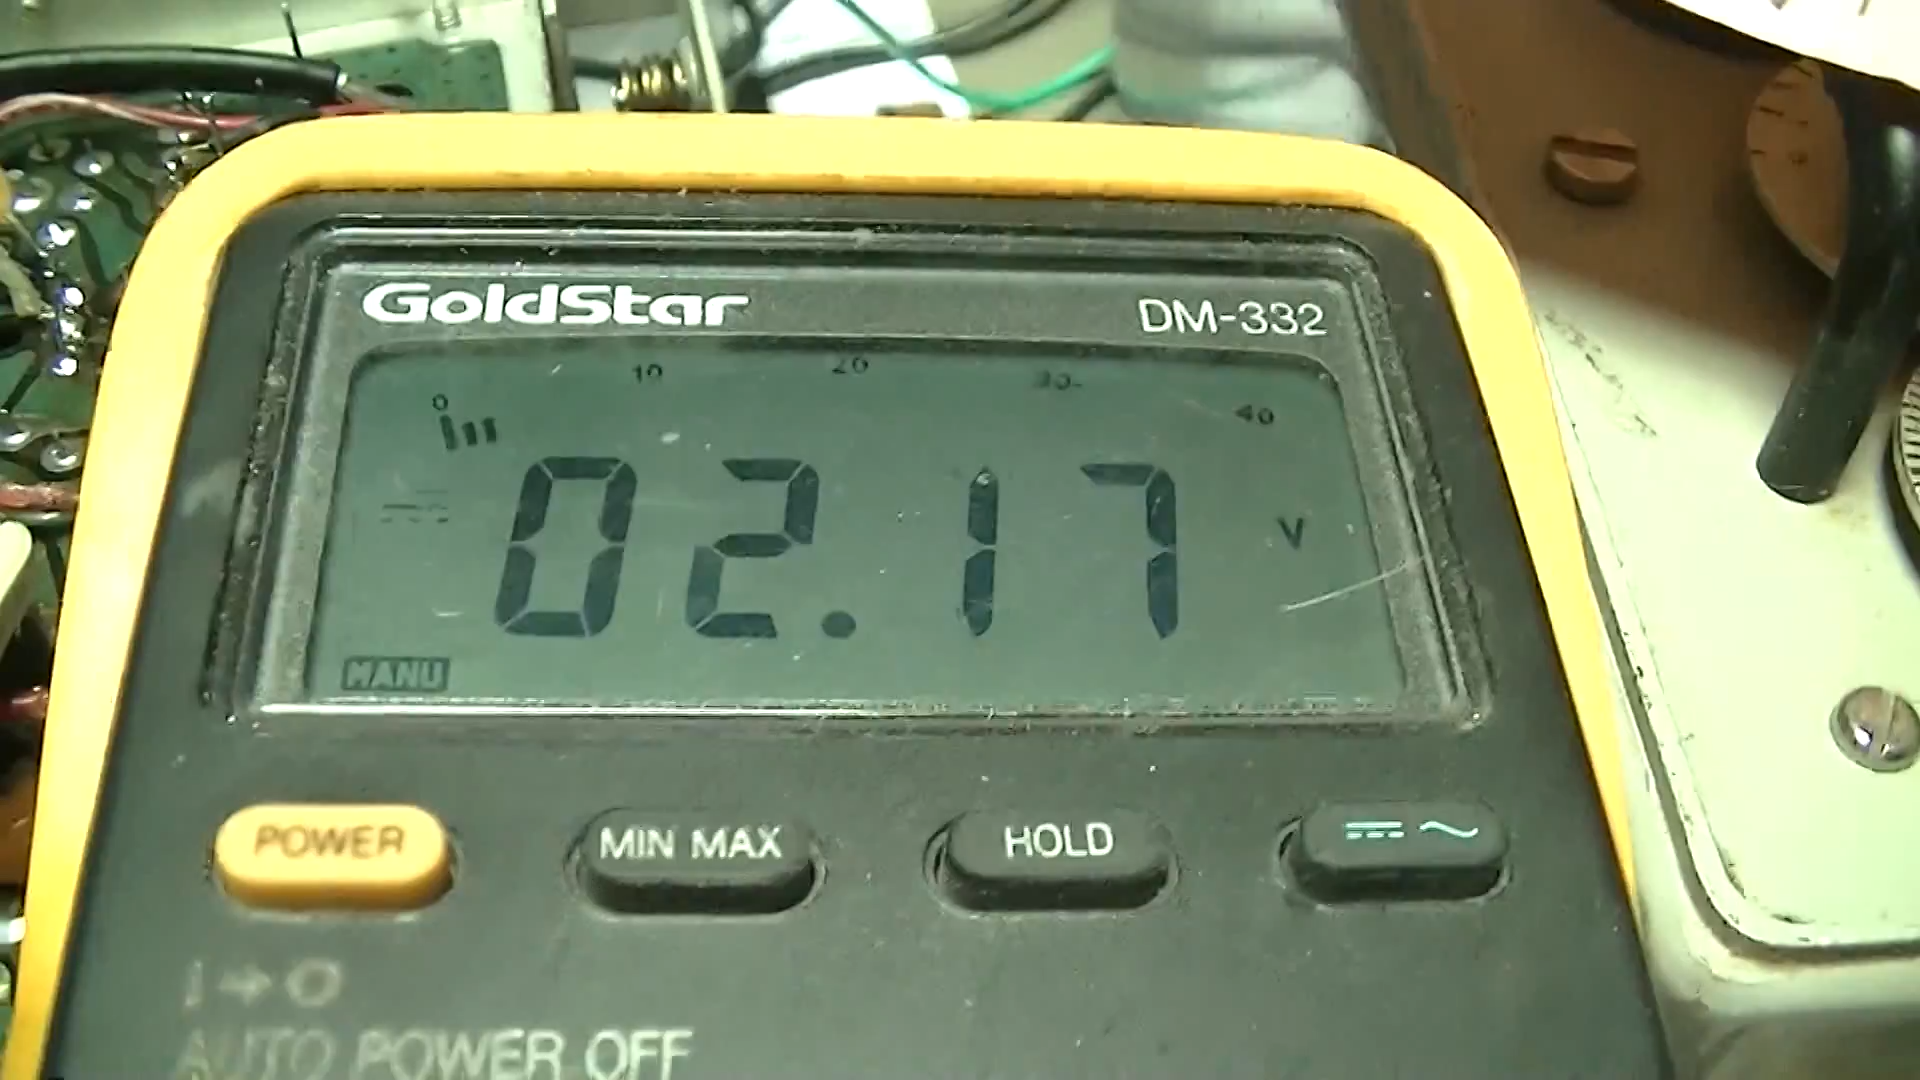 GoldStar DM-332
0 10 20 30 40
02.17 V
MANU
POWER MIN MAX HOLD
AUTO POWER OFF